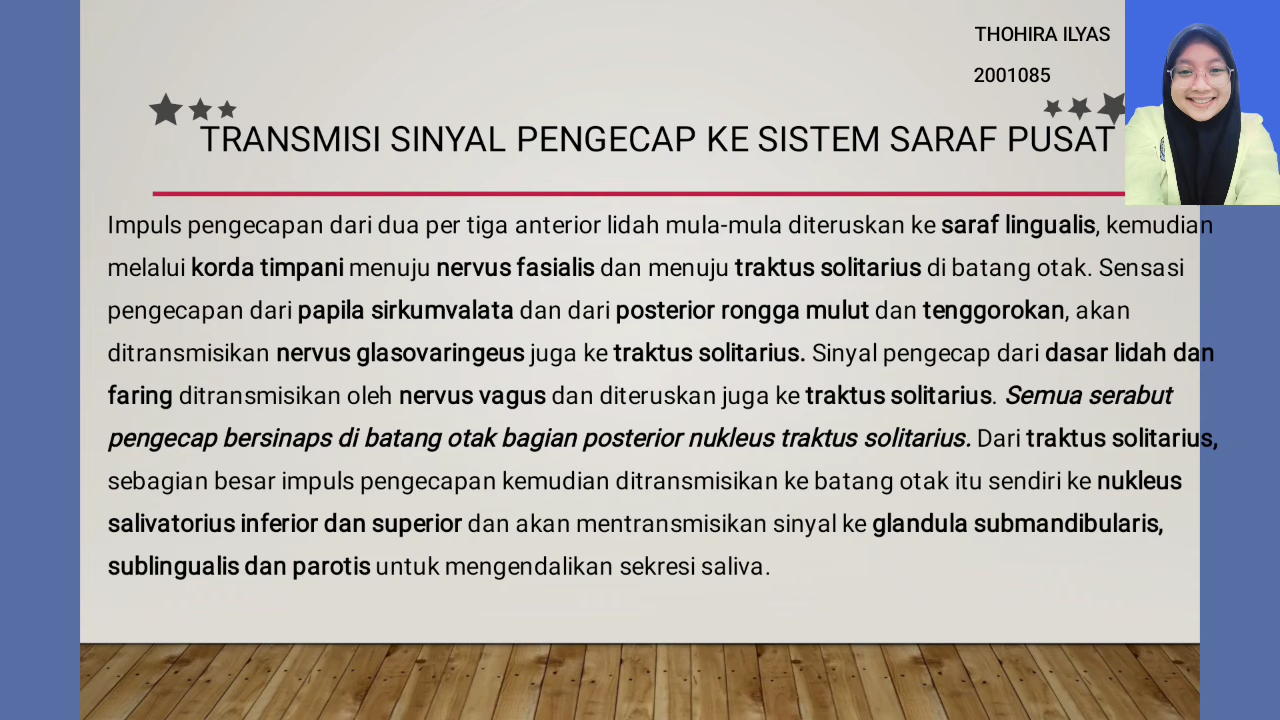 THOHIRA ILYAS
2001085
TRANSMISI SINYAL PENGECAP KE SISTEM SARAF PUSAT
Impuls pengecapan dari dua per tiga anterior lidah mula-mula diteruskan ke saraf lingualis, kemudian
melalui korda timpani menuju nervus fasialis dan menuju traktus solitarius di batang otak. Sensasi
pengecapan dari papila sirkumvalata dan dari posterior rongga mulut dan tenggorokan, akan
ditransmisikan nervus glasovaringeus juga ke traktus solitarius. Sinyal pengecap dari dasar lidah dan
faring ditransmisikan oleh nervus vagus dan diteruskan juga ke traktus solitarius. Semua serabut
pengecap bersinaps di batang otak bagian posterior nukleus traktus solitarius. Dari traktus solitarius,
sebagian besar impuls pengecapan kemudian ditransmisikan ke batang otak itu sendiri ke nukleus
salivatorius inferior dan superior dan akan mentransmisikan sinyal ke glandula submandibularis,
sublingualis dan parotis untuk mengendalikan sekresi saliva.